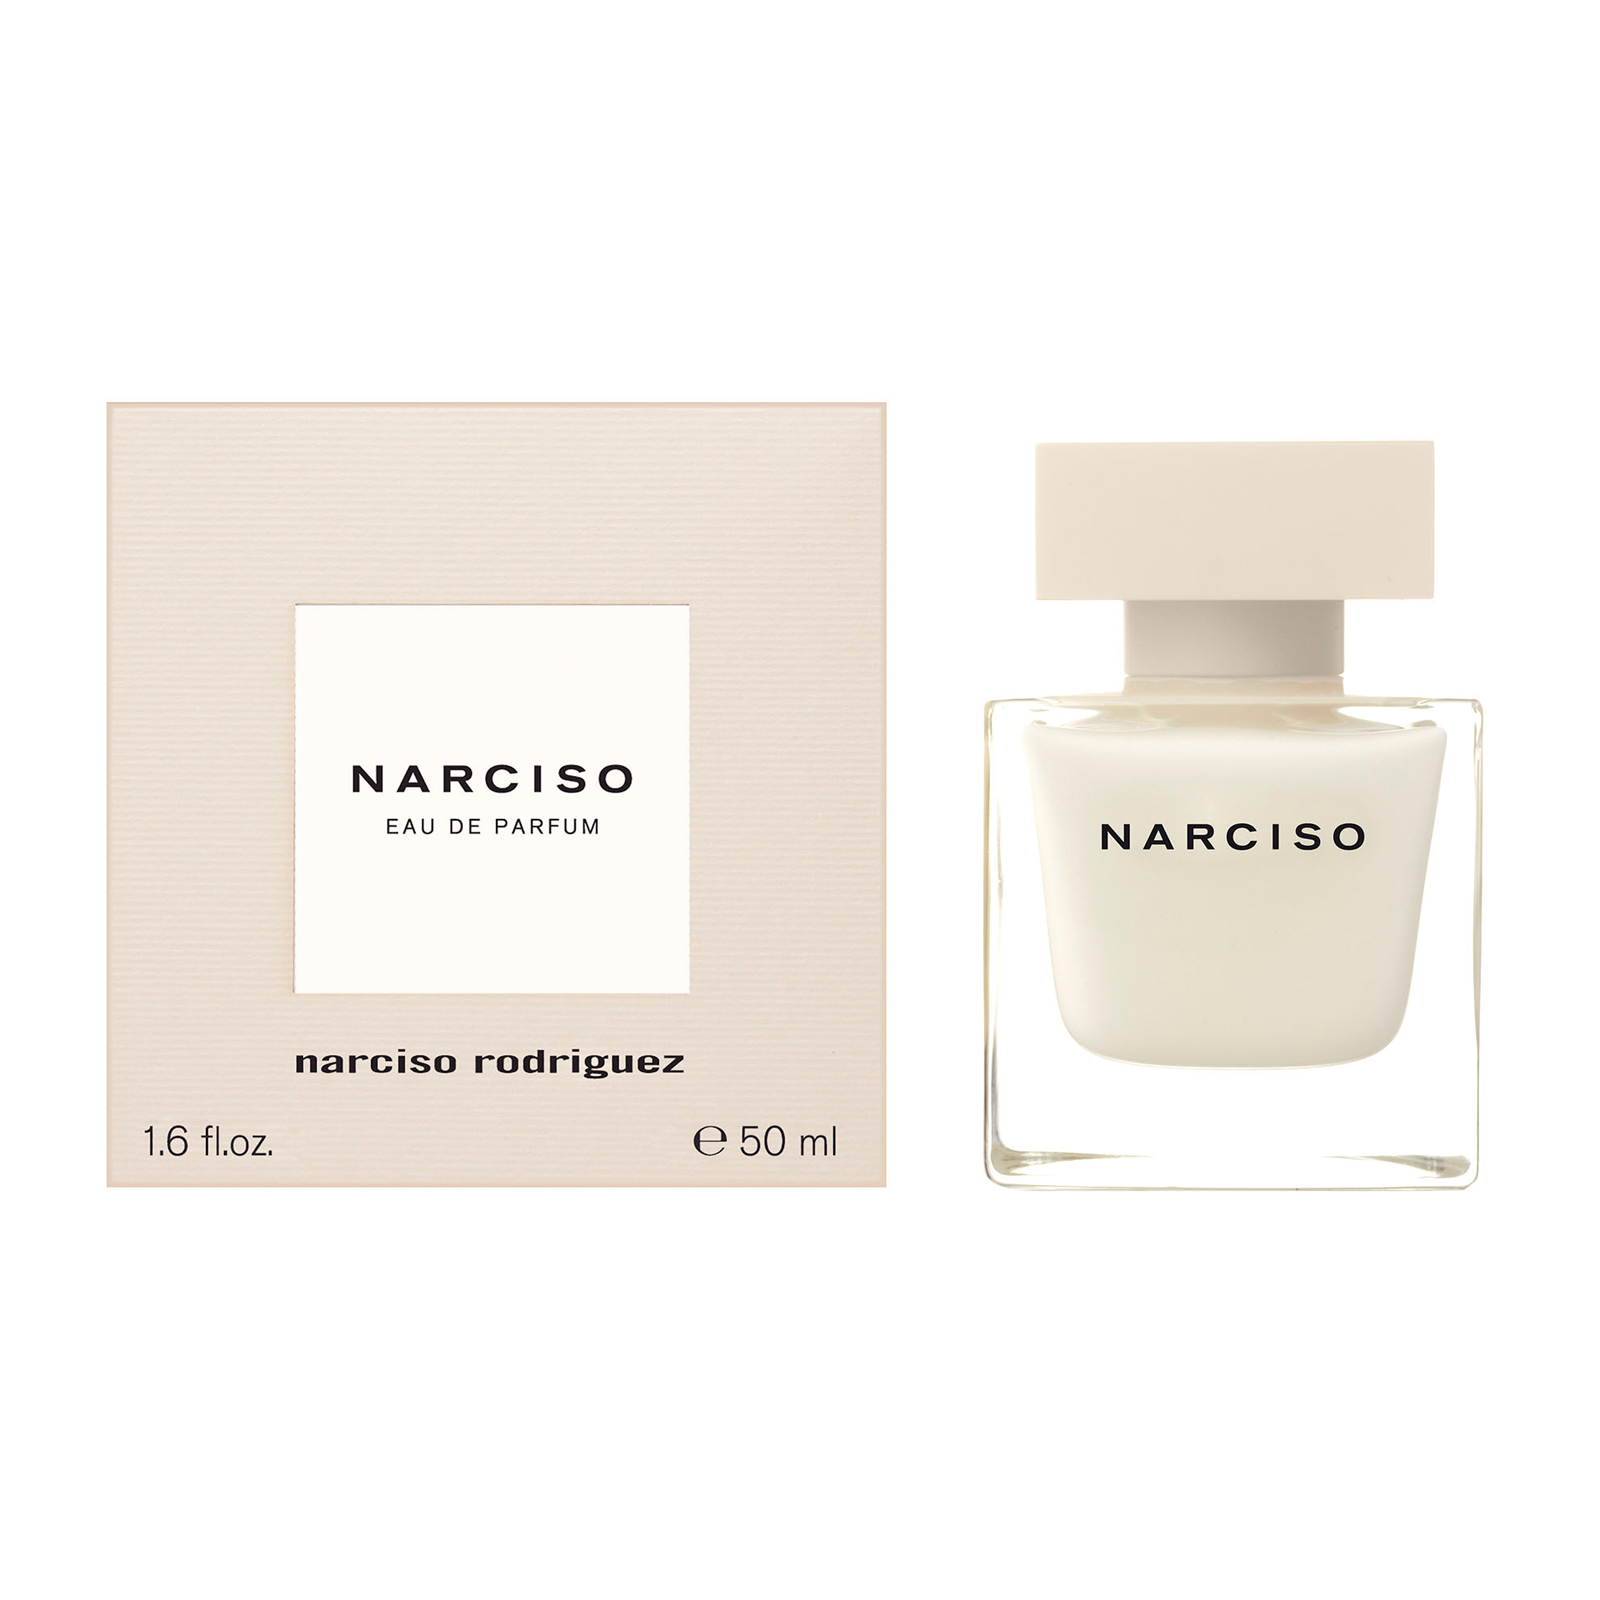 NARCISO
EAU DE PARFUM
narciso rodriguez
1.6 fl.oz.
℮ 50 ml
NARCISO